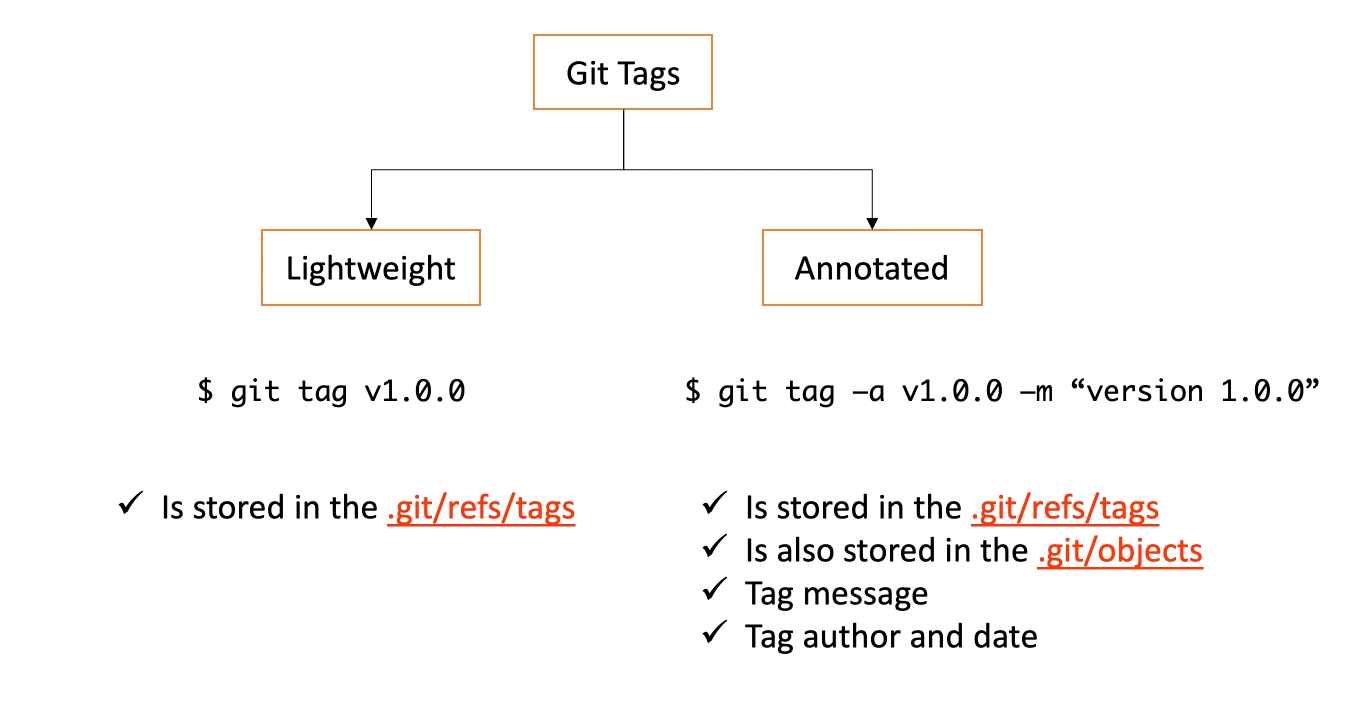 Git Tags
Lightweight
Annotated
$ git tag v1.0.0
$ git tag –a v1.0.0 –m “version 1.0.0”
✓ Is stored in the .git/refs/tags
✓ Is stored in the .git/refs/tags
✓ Is also stored in the .git/objects
✓ Tag message
✓ Tag author and date